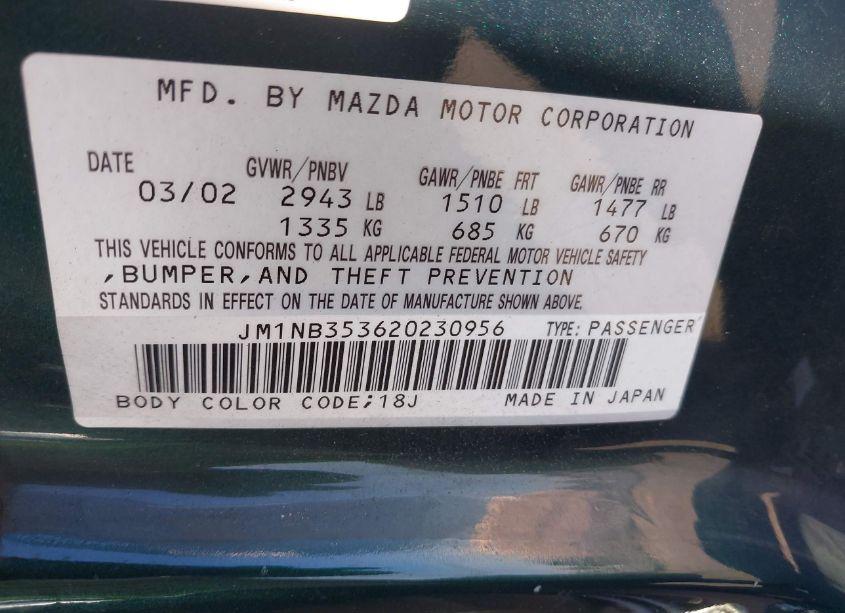 MFD. BY MAZDA MOTOR CORPORATION
DATE GVWR/PNBV GAWR/PNBE FRT GAWR/PNBE RR
03/02 2943 LB 1510 LB 1477 LB
1335 KG 685 KG 670 KG
THIS VEHICLE CONFORMS TO ALL APPLICABLE FEDERAL MOTOR VEHICLE SAFETY
,BUMPER,AND THEFT PREVENTION
STANDARDS IN EFFECT ON THE DATE OF MANUFACTURE SHOWN ABOVE.
JM1NB353620230956 TYPE: PASSENGER
BODY COLOR CODE;18J MADE IN JAPAN